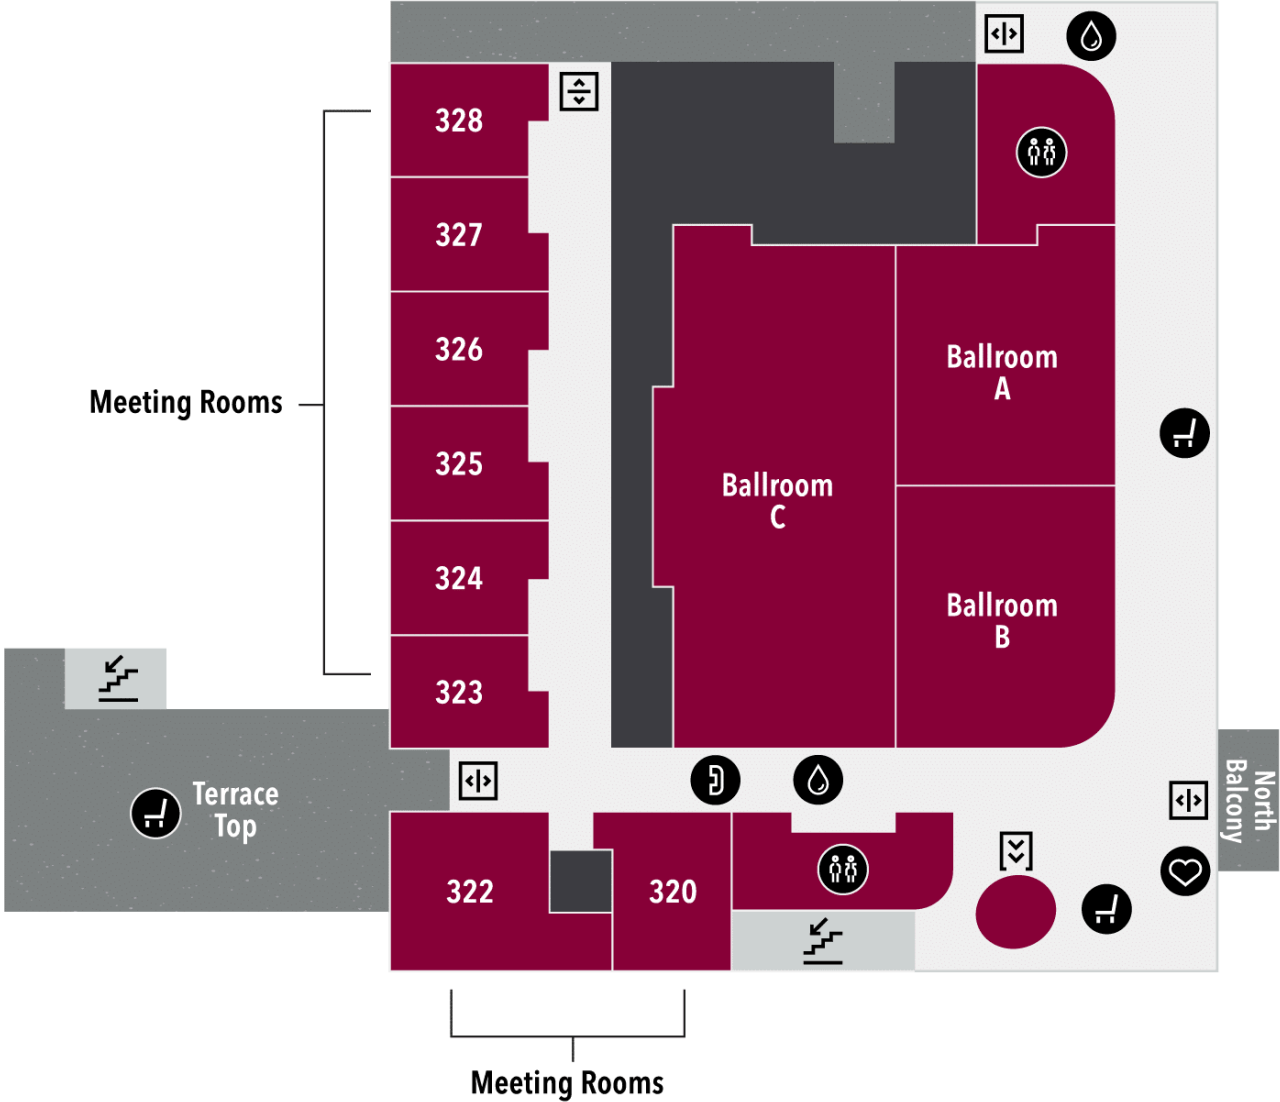 328
327
326
Ballroom
A
Meeting Rooms
325
Ballroom
C
324
Ballroom
B
323
Terrace
Top
North
Balcony
322
320
Meeting Rooms